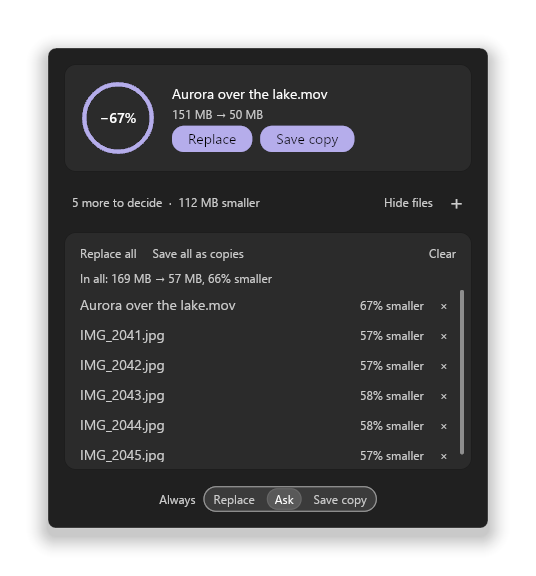 −67%
Aurora over the lake.mov
151 MB → 50 MB
Replace Save copy
5 more to decide · 112 MB smaller Hide files +
Replace all Save all as copies Clear
In all: 169 MB → 57 MB, 66% smaller
Aurora over the lake.mov 67% smaller ×
IMG_2041.jpg 57% smaller ×
IMG_2042.jpg 57% smaller ×
IMG_2043.jpg 58% smaller ×
IMG_2044.jpg 58% smaller ×
IMG_2045.jpg 57% smaller ×
Always Replace Ask Save copy